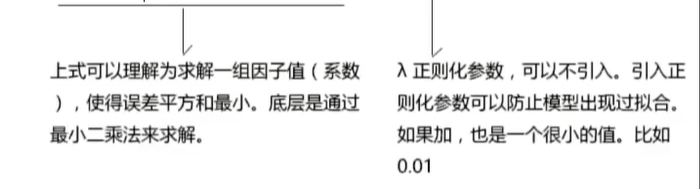 上式可以理解为求解一组因子值（系数
），使得误差平方和最小。底层是通过
最小二乘法来求解。
λ 正则化参数，可以不引入。引入正
则化参数可以防止模型出现过拟合。
如果加，也是一个很小的值。比如
0.01